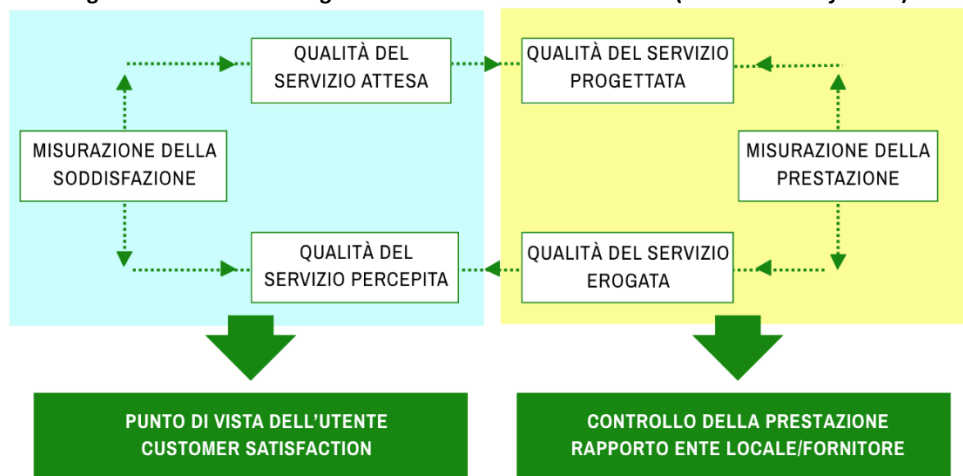 QUALITÀ DEL
SERVIZIO ATTESA
QUALITÀ DEL SERVIZIO
PROGETTATA
MISURAZIONE DELLA
SODDISFAZIONE
MISURAZIONE DELLA
PRESTAZIONE
QUALITÀ DEL
SERVIZIO PERCEPITA
QUALITÀ DEL SERVIZIO
EROGATA
PUNTO DI VISTA DELL'UTENTE
CUSTOMER SATISFACTION
CONTROLLO DELLA PRESTAZIONE
RAPPORTO ENTE LOCALE/FORNITORE